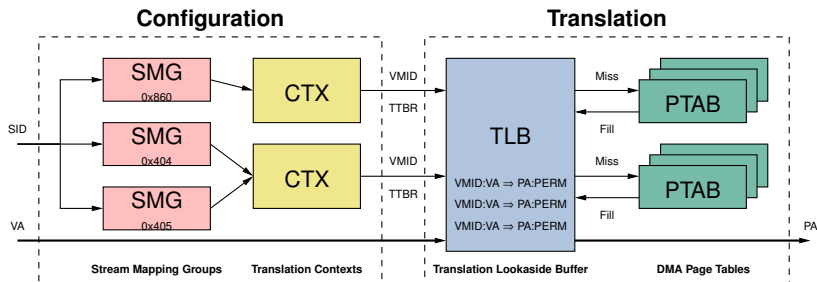 Configuration
Translation
SMG
0x860
SID
SMG
0x404
SMG
0x405
VA
CTX
CTX
VMID
TTBR
VMID
TTBR
TLB
VMID:VA ⇒ PA:PERM
VMID:VA ⇒ PA:PERM
VMID:VA ⇒ PA:PERM
Miss
Fill
Miss
Fill
PTAB
PTAB
PA
Stream Mapping Groups
Translation Contexts
Translation Lookaside Buffer
DMA Page Tables